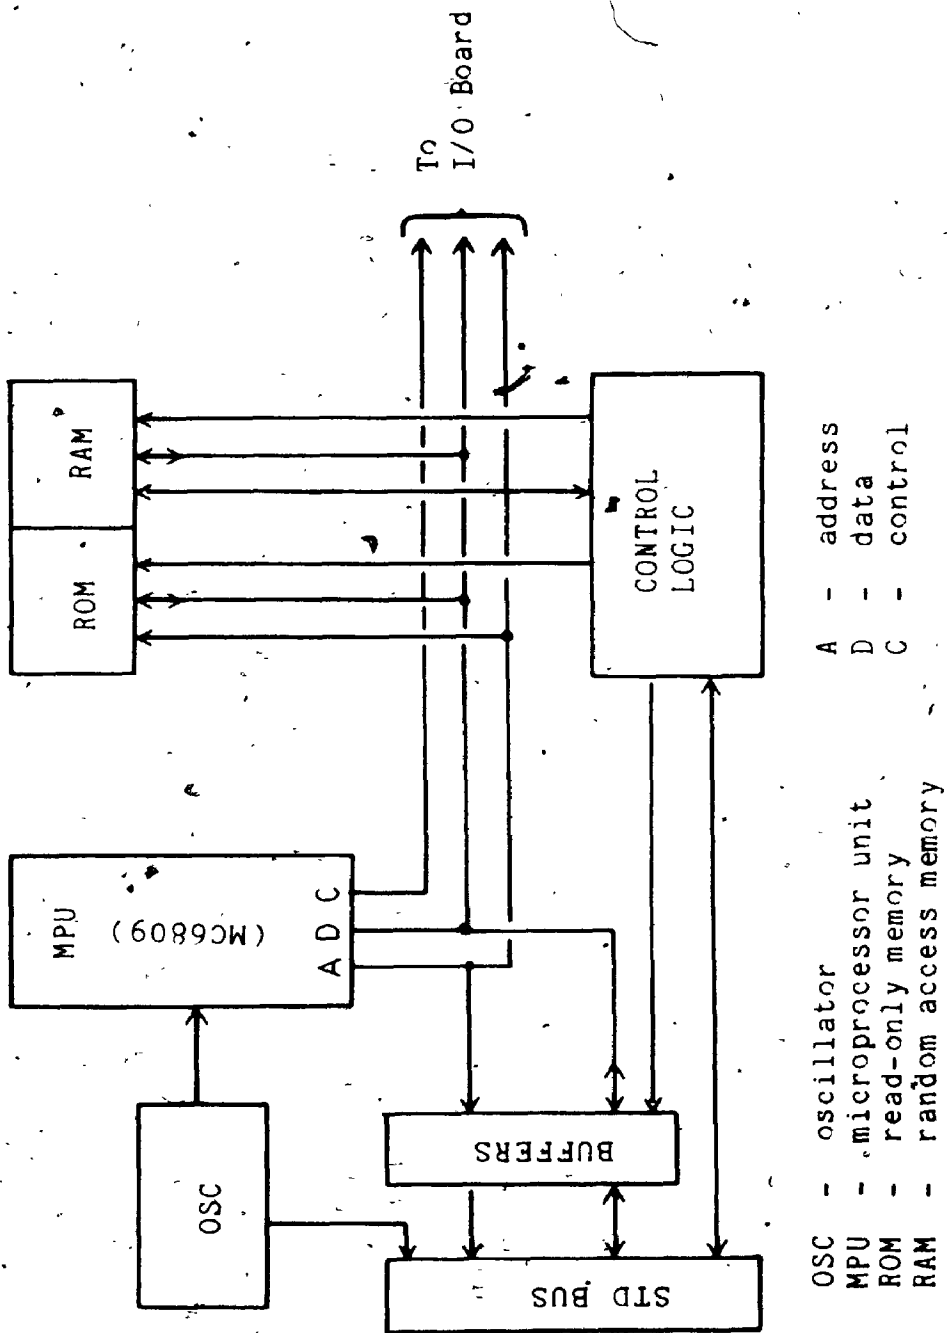 MPU
(MC6809)
A D C
ROM
RAM
To
I/O Board
OSC
BUFFERS
STD BUS
CONTROL
LOGIC
OSC - oscillator
MPU - microprocessor unit
ROM - read-only memory
RAM - random access memory
A - address
D - data
C - control